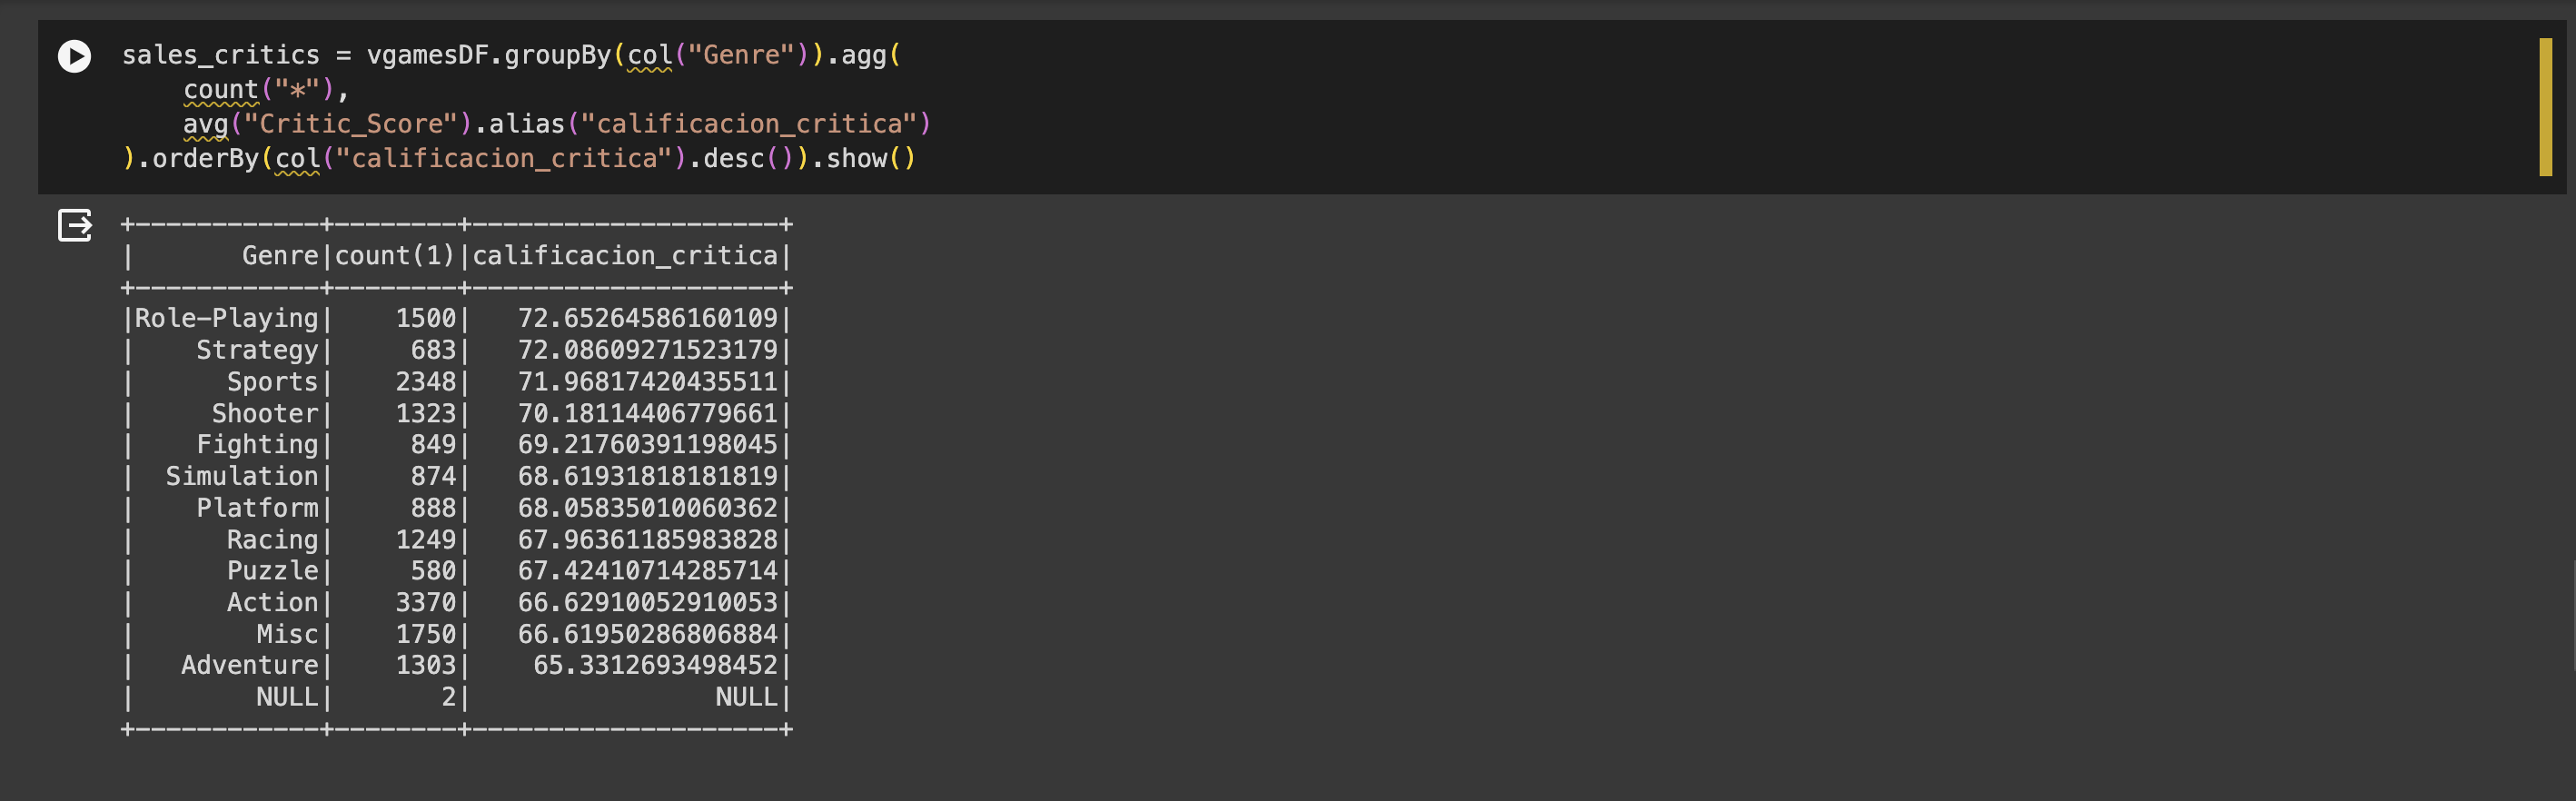 sales_critics = vgamesDF.groupBy(col("Genre")).agg(
    count("*"),
    avg("Critic_Score").alias("calificacion_critica")
).orderBy(col("calificacion_critica").desc()).show()
+------------+--------+--------------------+
|       Genre|count(1)|calificacion_critica|
+------------+--------+--------------------+
|Role-Playing|    1500|   72.65264586160109|
|    Strategy|     683|   72.08609271523179|
|      Sports|    2348|   71.96817420435511|
|     Shooter|    1323|   70.18114406779661|
|    Fighting|     849|   69.21760391198045|
|  Simulation|     874|   68.61931818181819|
|    Platform|     888|   68.05835010060362|
|      Racing|    1249|   67.96361185983828|
|      Puzzle|     580|   67.42410714285714|
|      Action|    3370|   66.62910052910053|
|        Misc|    1750|   66.61950286806884|
|   Adventure|    1303|    65.3312693498452|
|        NULL|       2|                NULL|
+------------+--------+--------------------+